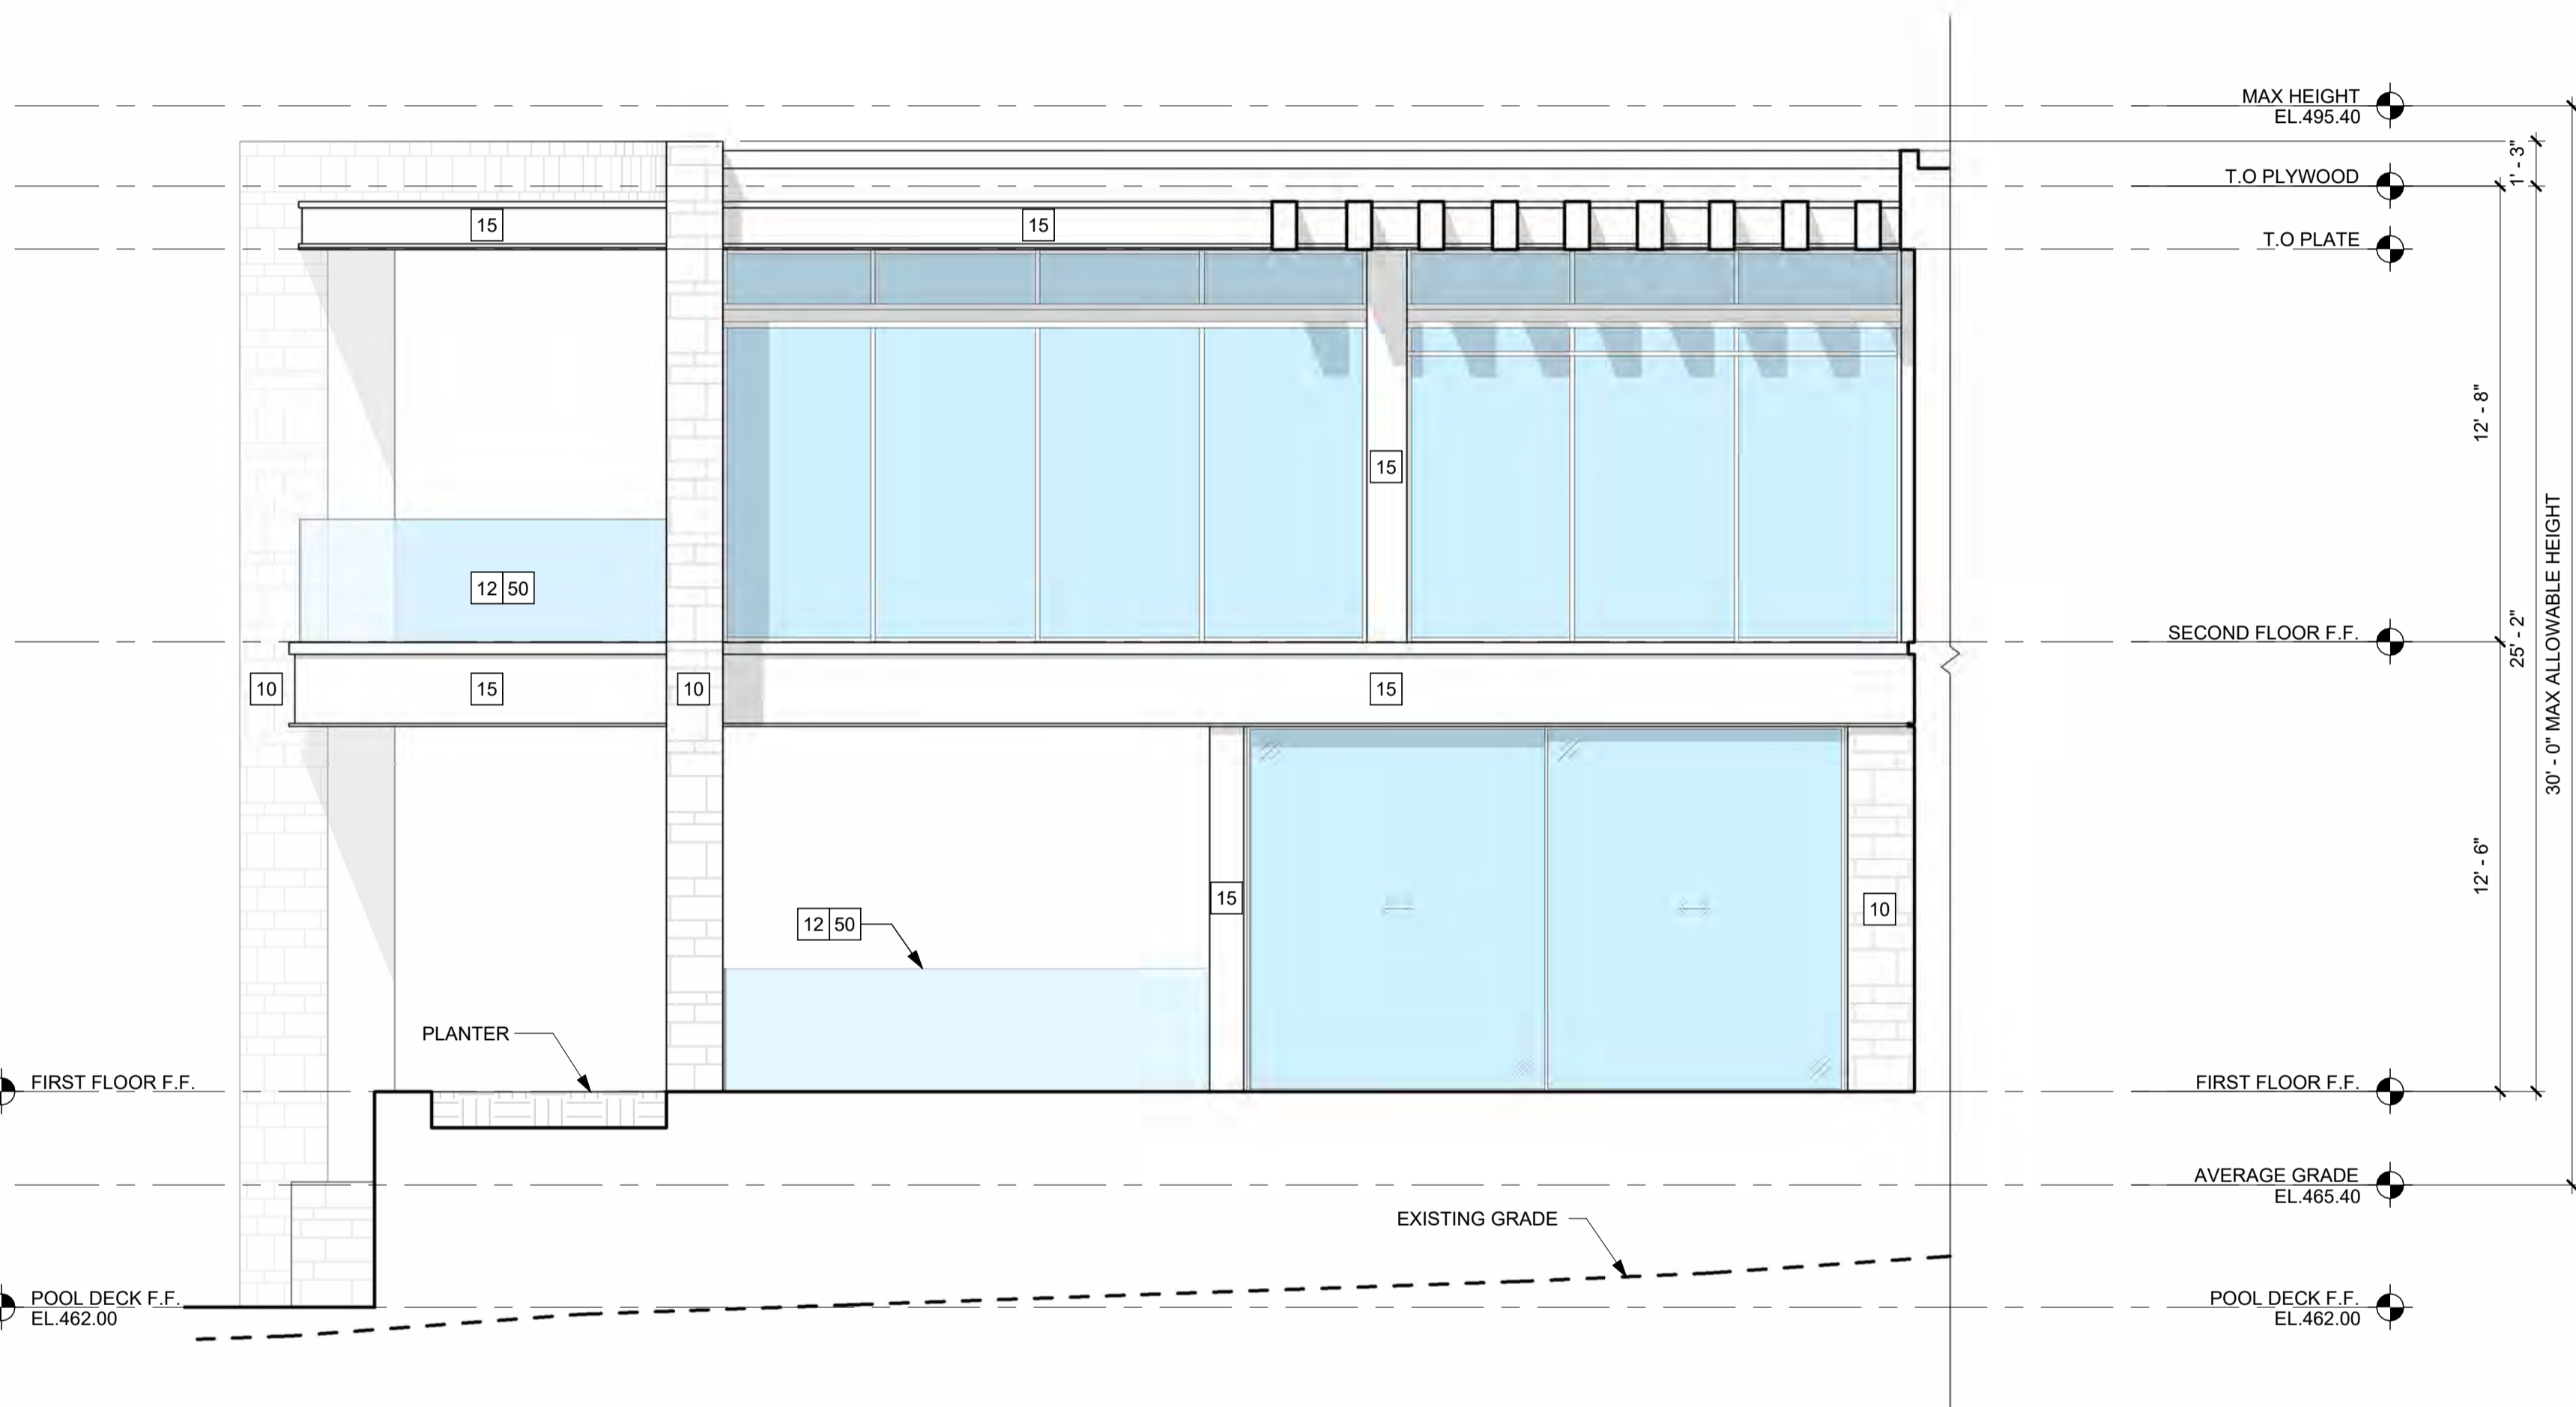 MAX HEIGHT
EL.495.40
1' - 3"
T.O PLYWOOD
15
15
T.O PLATE
12' - 8"
15
12 50
30' - 0" MAX ALLOWABLE HEIGHT
25' - 2"
SECOND FLOOR F.F.
10
15
10
15
12' - 6"
15
10
12 50
PLANTER
FIRST FLOOR F.F.
FIRST FLOOR F.F.
AVERAGE GRADE
EL.465.40
EXISTING GRADE
POOL DECK F.F.
EL.462.00
POOL DECK F.F.
EL.462.00